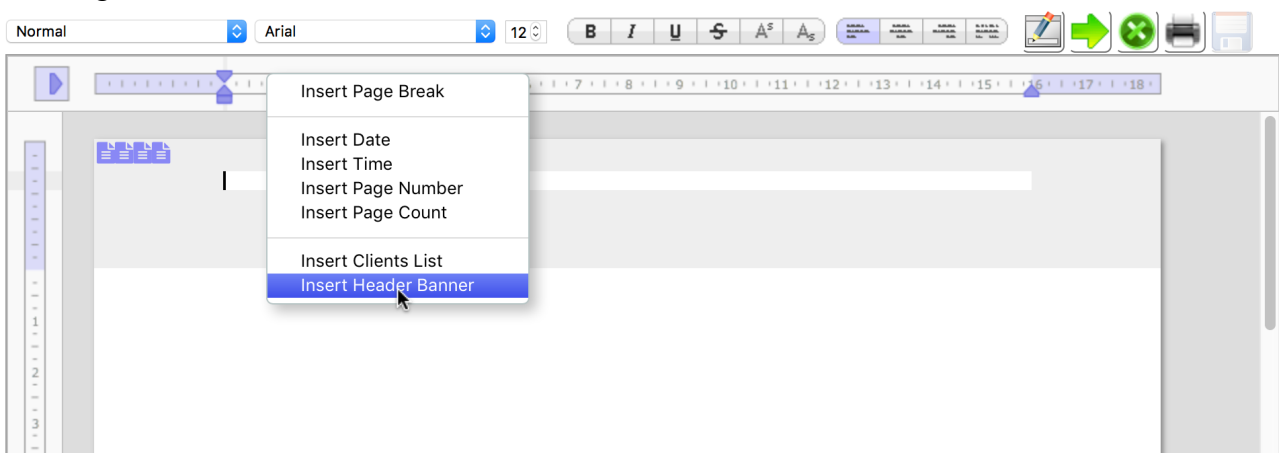 Normal Arial 12 B I U S A^s A_s
7 8 9 10 11 12 13 14 15 16 17 18
Insert Page Break
Insert Date
Insert Time
Insert Page Number
Insert Page Count
Insert Clients List
Insert Header Banner
1
2
3